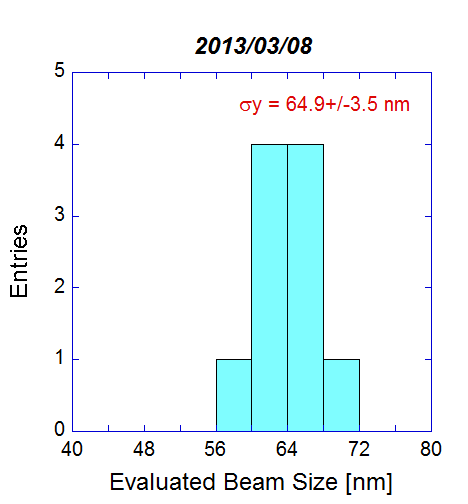 2013/03/08
σy = 64.9+/-3.5 nm
5
4
3
2
1
0
Entries
40 48 56 64 72 80
Evaluated Beam Size [nm]